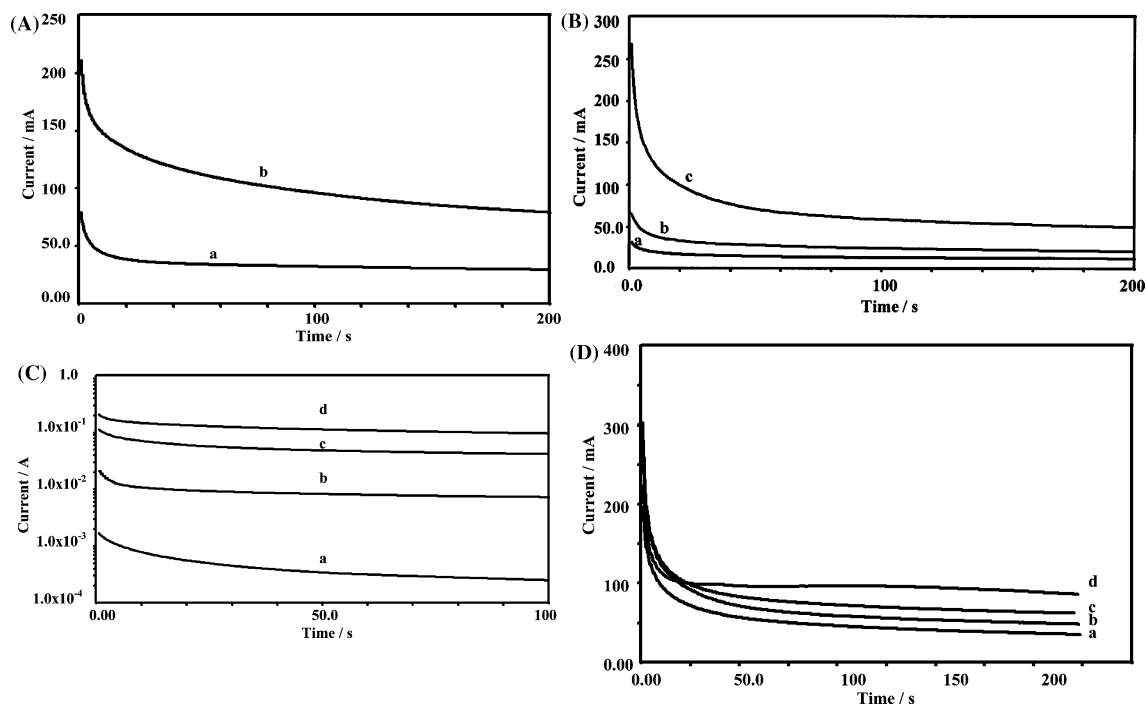 (A)
250
200
150
100
50.0
0.00
Current / mA
b
a
0
100
200
Time / s
(B)
300
250
200
150
100
50.0
0.0
Current / mA
c
b
a
0.0
100
200
Time / s
(C)
1.0
1.0x10⁻¹
1.0x10⁻²
1.0x10⁻³
1.0x10⁻⁴
Current / A
d
c
b
a
0.00
50.0
100
Time / s
(D)
400
300
200
100
0.00
Current / mA
d
c
b
a
0.00
50.0
100
150
200
Time / s